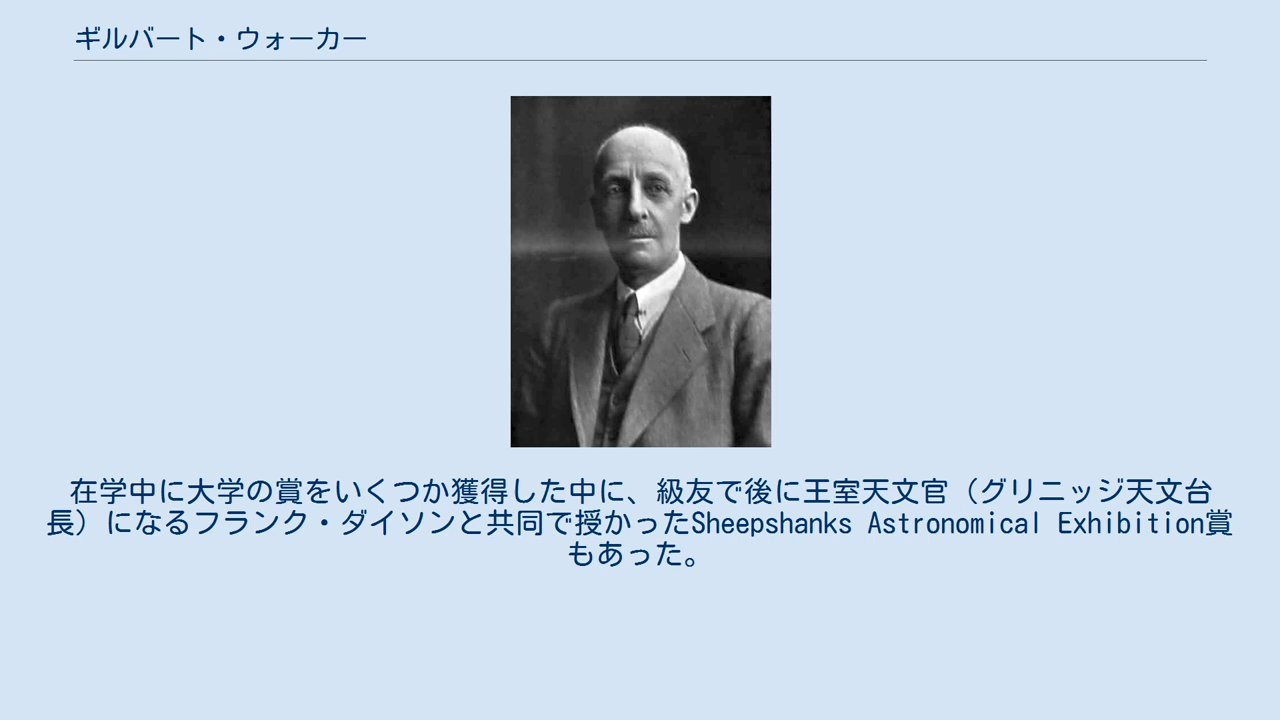 ギルバート・ウォーカー
在学中に大学の賞をいくつか獲得した中に、級友で後に王室天文官（グリニッジ天文台
長）になるフランク・ダイソンと共同で授かったSheepshanks Astronomical Exhibition賞
もあった。